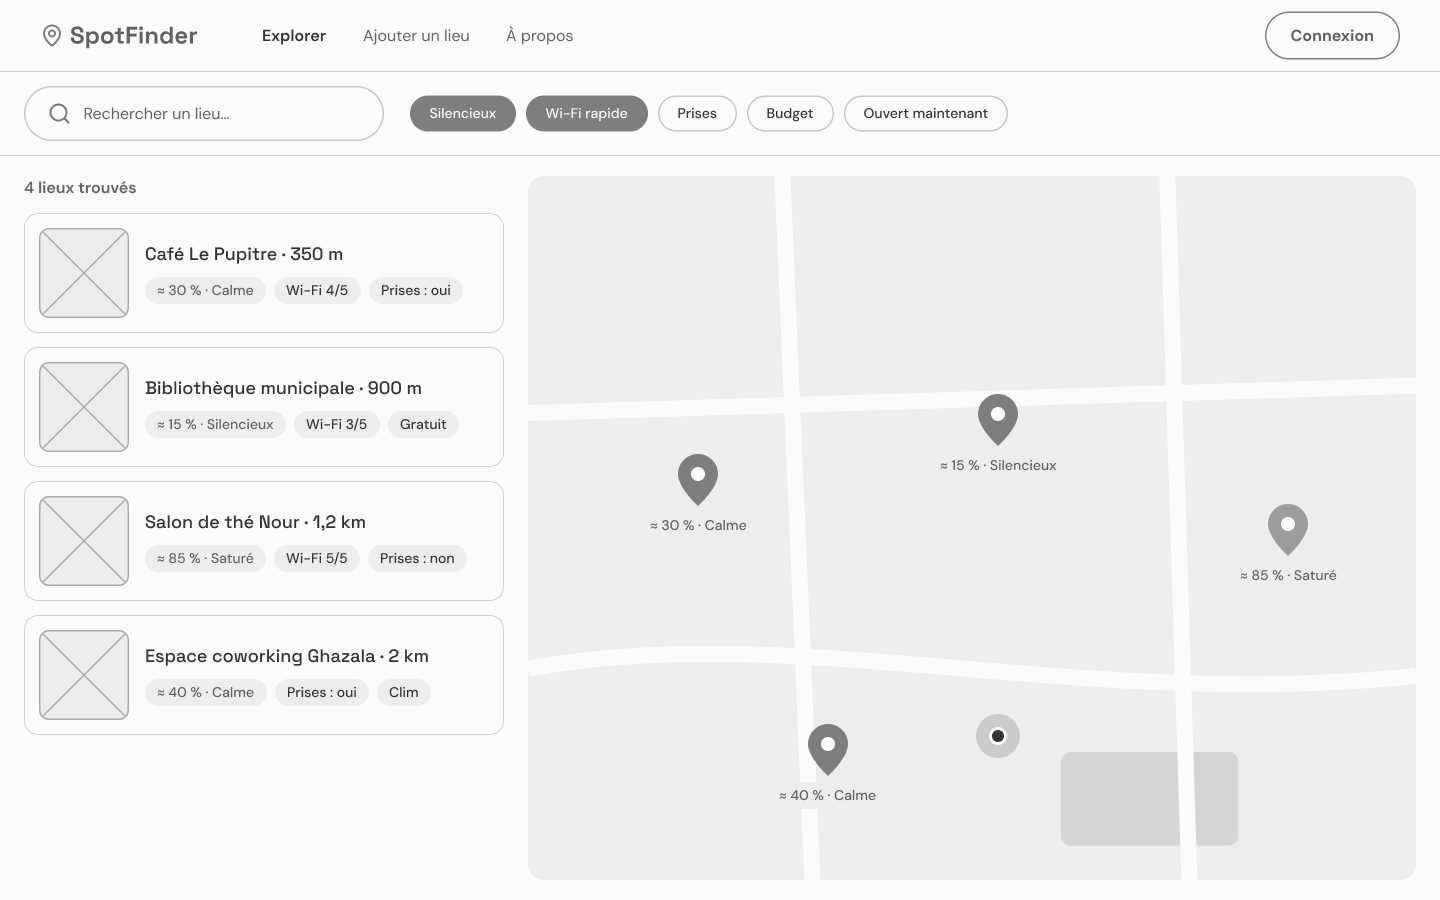 SpotFinder
Explorer
Ajouter un lieu
À propos
Connexion
Rechercher un lieu…
Silencieux
Wi-Fi rapide
Prises
Budget
Ouvert maintenant
4 lieux trouvés
Café Le Pupitre · 350 m
≈ 30 % · Calme
Wi-Fi 4/5
Prises : oui
Bibliothèque municipale · 900 m
≈ 15 % · Silencieux
Wi-Fi 3/5
Gratuit
Salon de thé Nour · 1,2 km
≈ 85 % · Saturé
Wi-Fi 5/5
Prises : non
Espace coworking Ghazala · 2 km
≈ 40 % · Calme
Prises : oui
Clim
≈ 15 % · Silencieux
≈ 30 % · Calme
≈ 85 % · Saturé
≈ 40 % · Calme